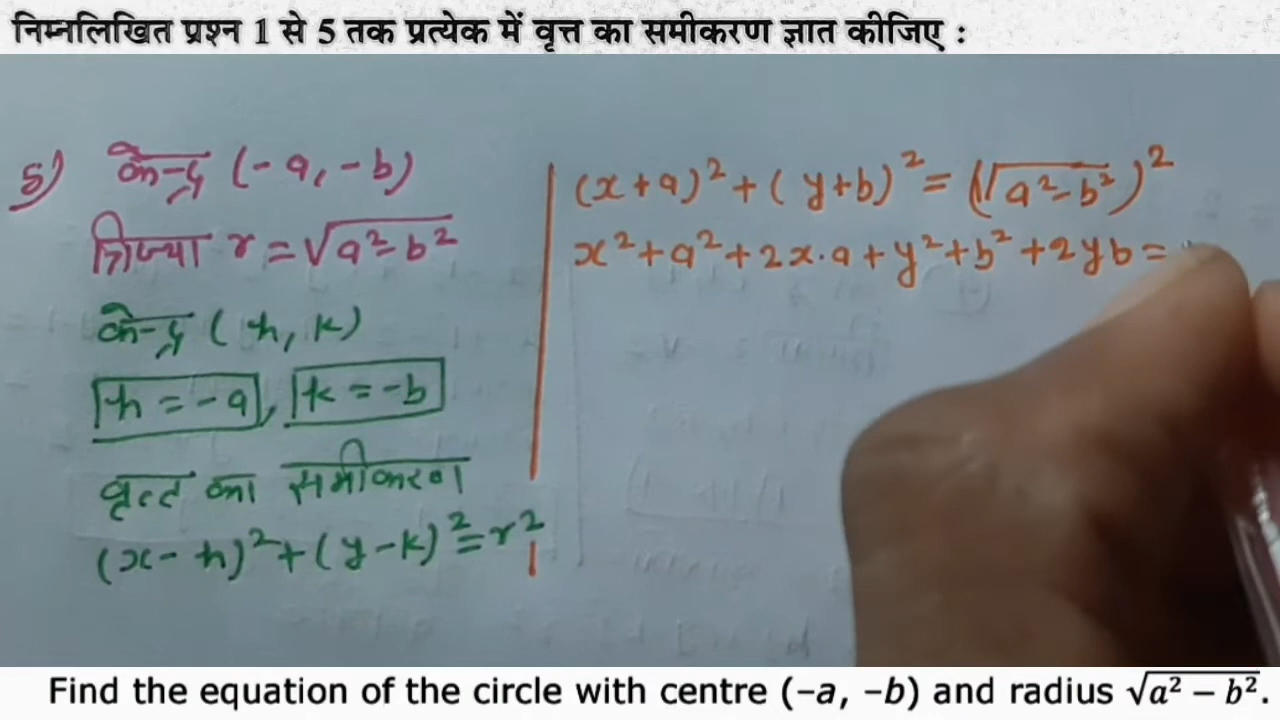 निम्नलिखित प्रश्न 1 से 5 तक प्रत्येक में वृत्त का समीकरण ज्ञात कीजिए :
5) केन्द्र (-a, -b)
त्रिज्या r = √a²-b²
केन्द्र (h, k)
h = -a, k = -b
वृत्त का समीकरण
(x-h)²+(y-k)²=r²
(x+a)²+(y+b)²=(√a²-b²)²
x²+a²+2x.a+y²+b²+2yb=
Find the equation of the circle with centre (–a, –b) and radius √a² – b².